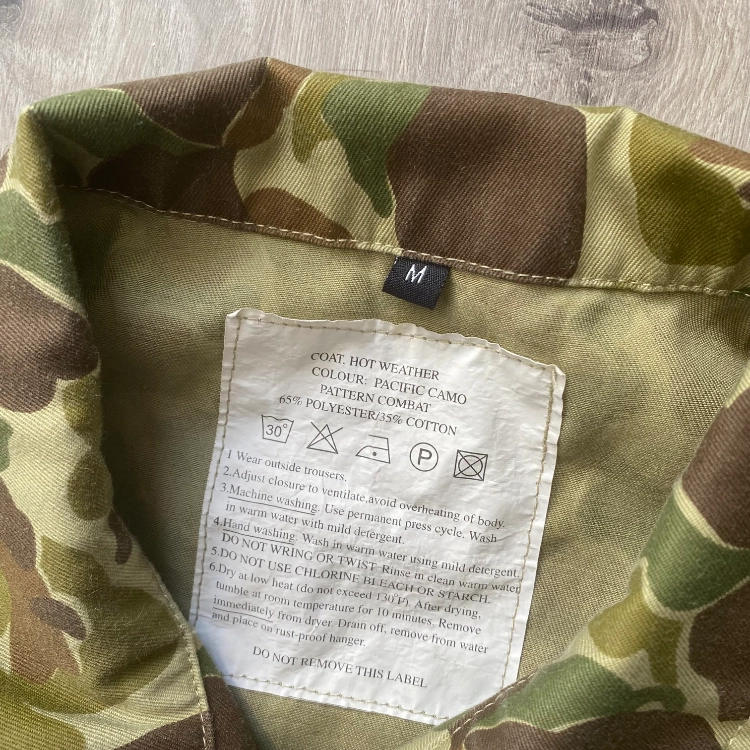 M
COAT, HOT WEATHER
COLOUR: PACIFIC CAMO
PATTERN COMBAT
65% POLYESTER/35% COTTON
30° P
1 Wear outside trousers.
2.Adjust closure to ventilate,avoid overheating of body.
3.Machine washing. Use permanent press cycle. Wash
in warm water with mild detergent.
4.Hand washing. Wash in warm water using mild detergent.
DO NOT WRING OR TWIST. Rinse in clean warm water
5.DO NOT USE CHLORINE BLEACH OR STARCH.
6.Dry at low heat (do not exceed 130°F). After drying,
tumble at room temperature for 10 minutes. Remove
immediately from dryer. Drain off, remove from water
and place on rust-proof hanger.
DO NOT REMOVE THIS LABEL